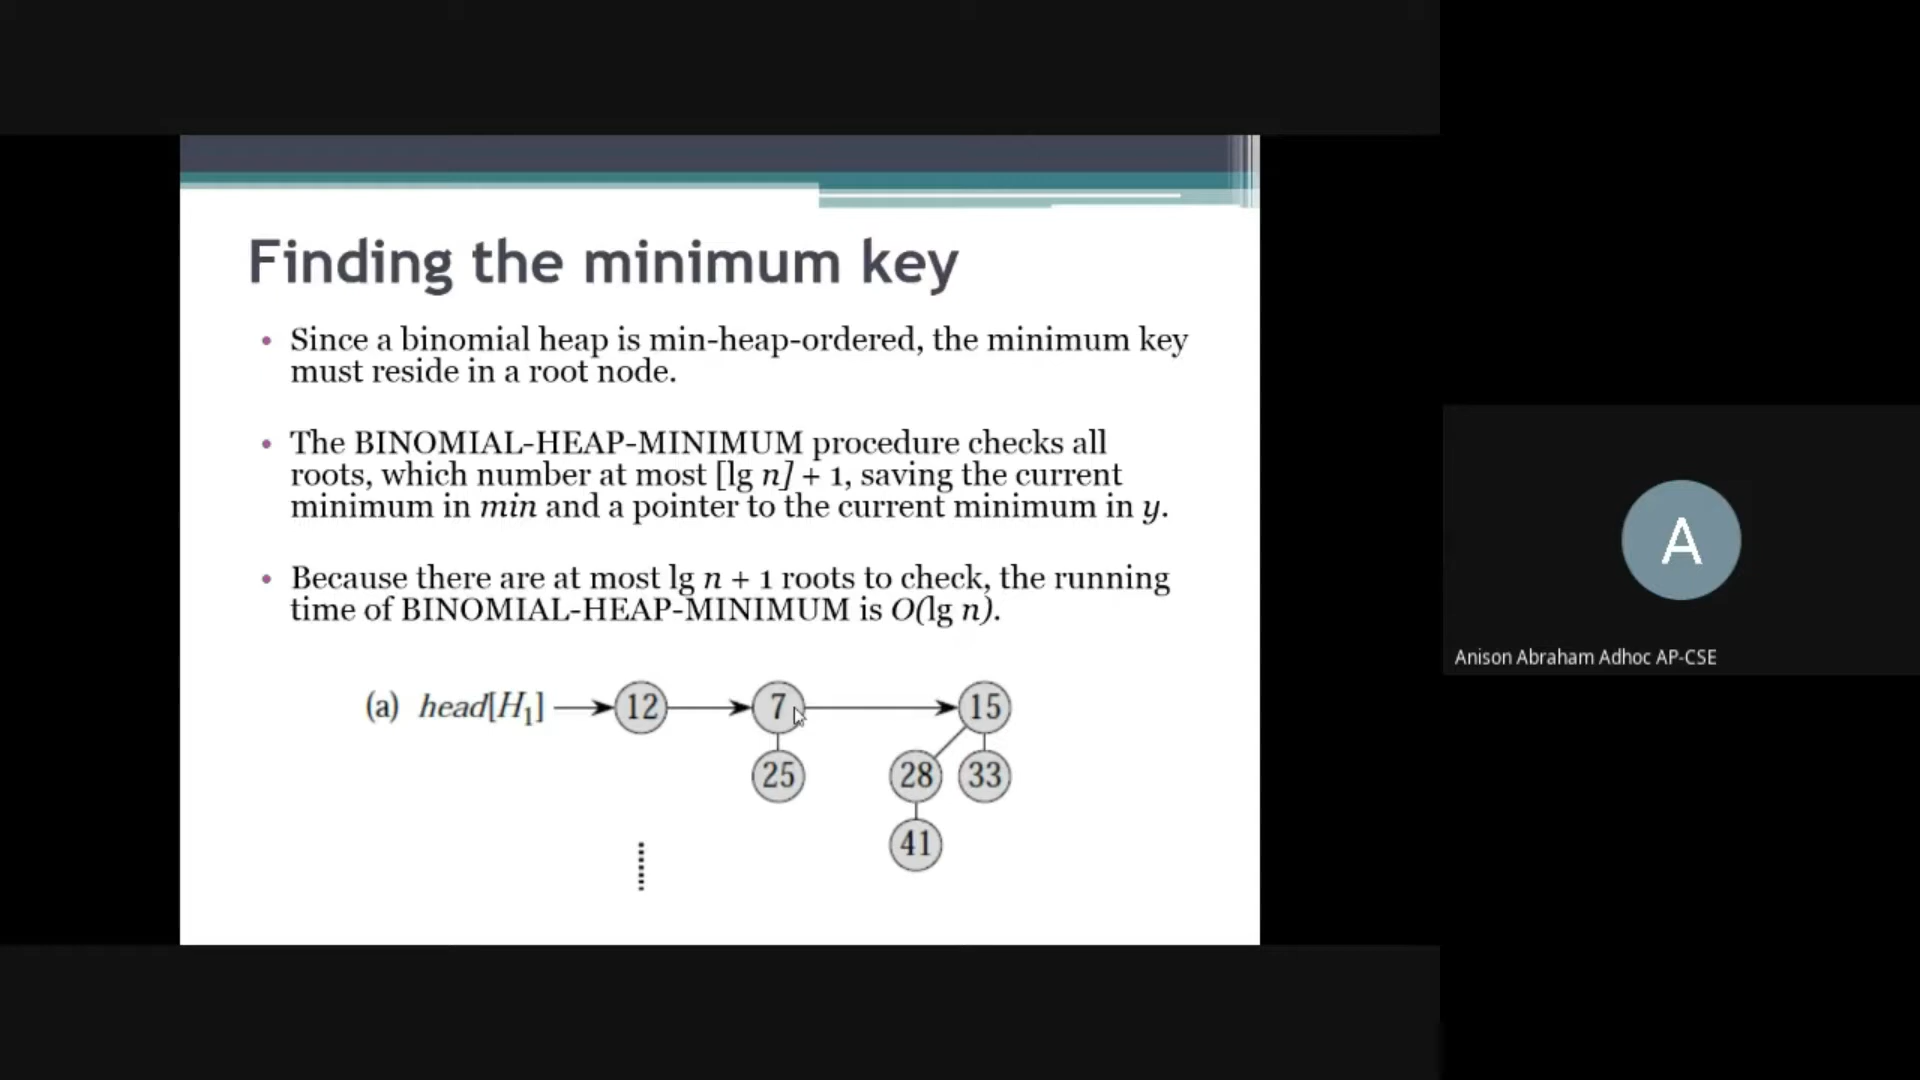 Finding the minimum key
• Since a binomial heap is min-heap-ordered, the minimum key
must reside in a root node.
• The BINOMIAL-HEAP-MINIMUM procedure checks all
roots, which number at most [lg n] + 1, saving the current
minimum in min and a pointer to the current minimum in y.
• Because there are at most lg n + 1 roots to check, the running
time of BINOMIAL-HEAP-MINIMUM is O(lg n).
(a) head[H₁] 12 7 15
25 28 33
41
A
Anison Abraham Adhoc AP-CSE